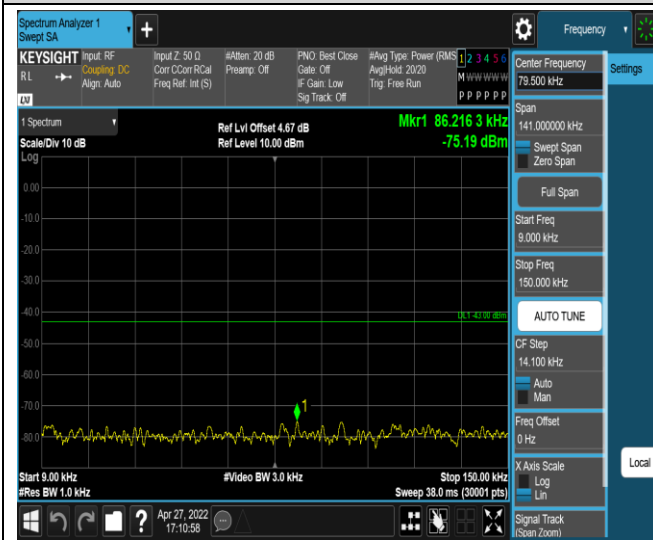 Spectrum Analyzer 1
Swept SA
+
Frequency
KEYSIGHT
RL
LXI
Input: RF
Coupling: DC
Align: Auto
Input Z: 50 Ω
Corr CCorr RCal
Freq Ref: Int (S)
#Atten: 20 dB
Preamp: Off
PNO: Best Close
Gate: Off
IF Gain: Low
Sig Track: Off
#Avg Type: Power (RMS
Avg|Hold: 20/20
Trig: Free Run
1 2 3 4 5 6
M W W W W W
P P P P P P
1 Spectrum
Scale/Div 10 dB
Log
Ref Lvl Offset 4.67 dB
Ref Level 10.00 dBm
Mkr1 86.216 3 kHz
-75.19 dBm
0.00
-10.0
-20.0
-30.0
-40.0
DL1 -43.00 dBm
-50.0
-60.0
-70.0
1
-80.0
Start 9.00 kHz
#Res BW 1.0 kHz
#Video BW 3.0 kHz
Stop 150.00 kHz
Sweep 38.0 ms (30001 pts)
?
Apr 27, 2022
17:10:58
Center Frequency
79.500 kHz
Settings
Span
141.000000 kHz
Swept Span
Zero Span
Full Span
Start Freq
9.000 kHz
Stop Freq
150.000 kHz
AUTO TUNE
CF Step
14.100 kHz
Auto
Man
Freq Offset
0 Hz
X Axis Scale
Log
Lin
Local
Signal Track
(Span Zoom)